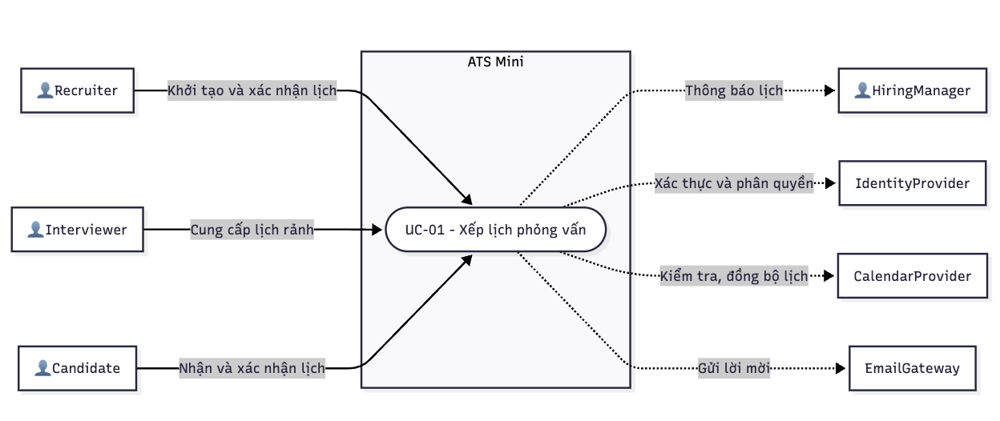 ATS Mini
Recruiter
Khởi tạo và xác nhận lịch
Thông báo lịch
HiringManager
Xác thực và phân quyền
IdentityProvider
Interviewer
Cung cấp lịch rảnh
UC-01 - Xếp lịch phỏng vấn
Kiểm tra, đồng bộ lịch
CalendarProvider
Candidate
Nhận và xác nhận lịch
Gửi lời mời
EmailGateway